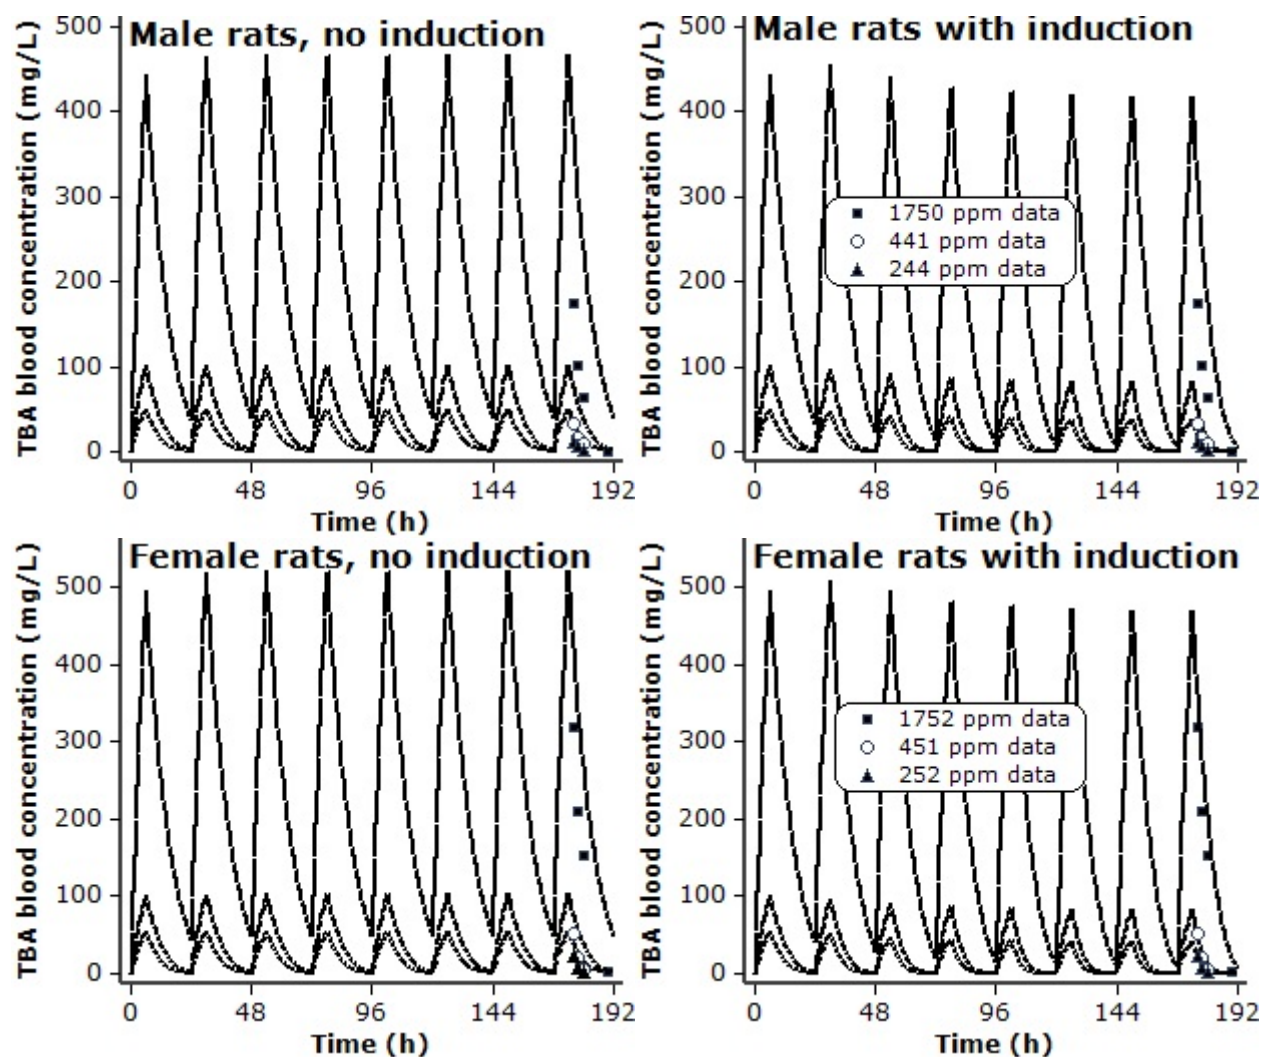 Male rats, no induction
TBA blood concentration (mg/L)
500
400
300
200
100
0
0 48 96 144 192
Time (h)
Male rats with induction
TBA blood concentration (mg/L)
500
400
300
200
100
0
1750 ppm data
441 ppm data
244 ppm data
0 48 96 144 192
Time (h)
Female rats, no induction
TBA blood concentration (mg/L)
500
400
300
200
100
0
0 48 96 144 192
Time (h)
Female rats with induction
TBA blood concentration (mg/L)
500
400
300
200
100
0
1752 ppm data
451 ppm data
252 ppm data
0 48 96 144 192
Time (h)